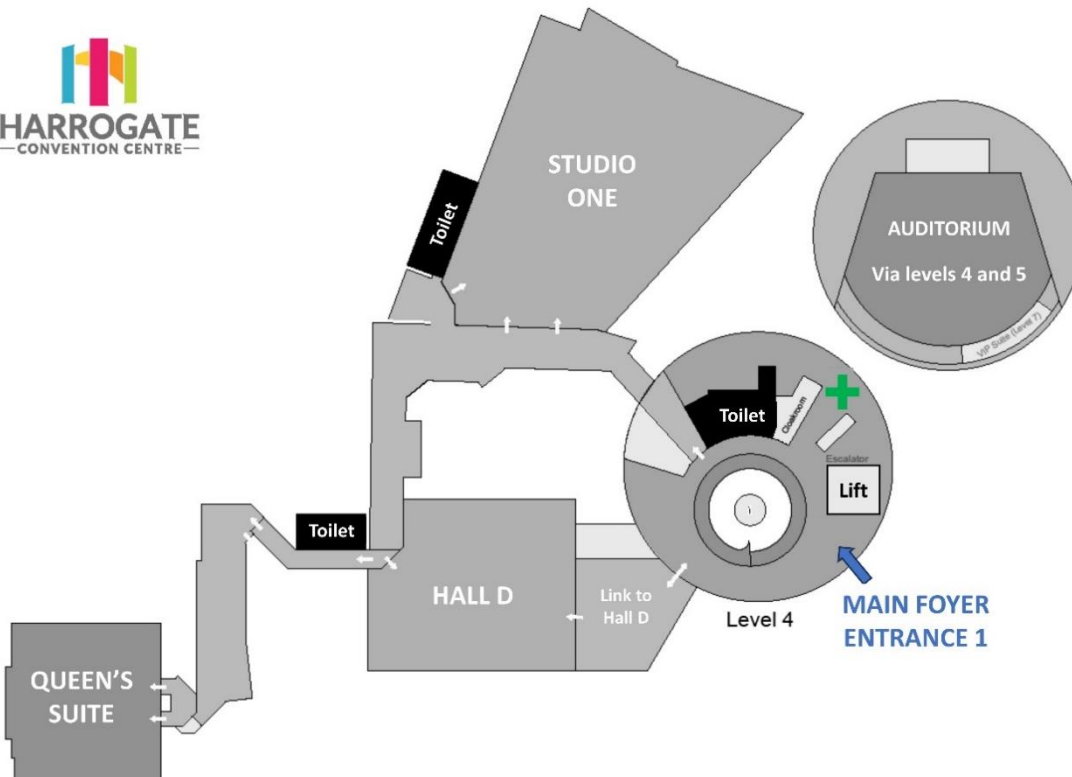 HARROGATE
CONVENTION CENTRE
STUDIO
ONE
Toilet
AUDITORIUM
Via levels 4 and 5
VIP Suite (Level 7)
Toilet
Cloakroom
Escalator
Lift
Toilet
HALL D
Link to
Hall D
Level 4
MAIN FOYER
ENTRANCE 1
QUEEN'S
SUITE